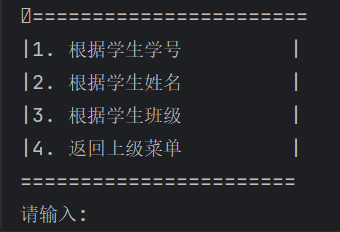 =======================
|1. 根据学生学号         |
|2. 根据学生姓名         |
|3. 根据学生班级         |
|4. 返回上级菜单         |
=======================
请输入: